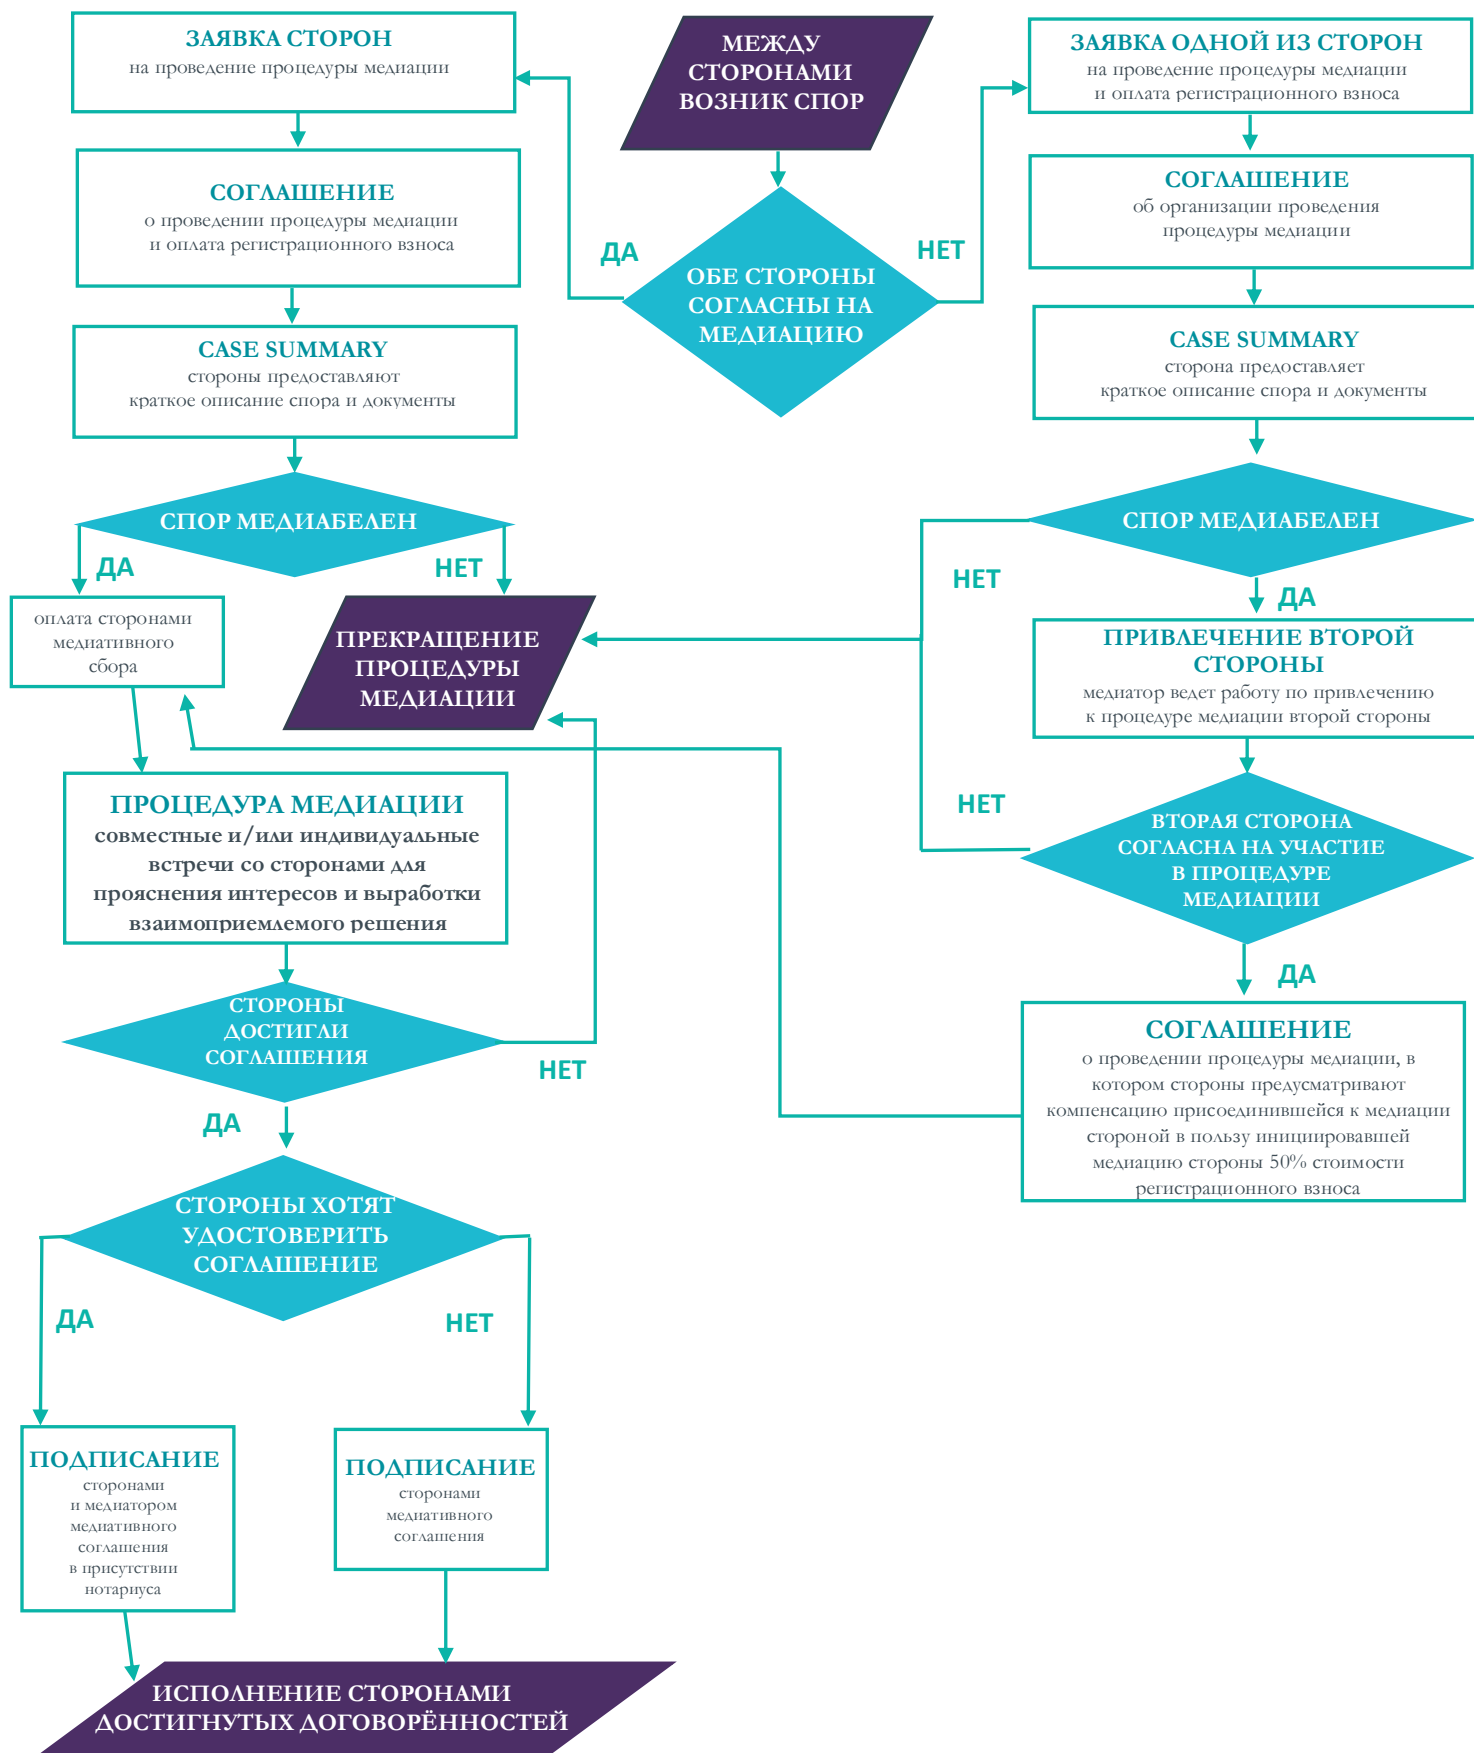 ЗАЯВКА СТОРОН
на проведение процедуры медиации
МЕЖДУ
СТОРОНАМИ
ВОЗНИК СПОР
ЗАЯВКА ОДНОЙ ИЗ СТОРОН
на проведение процедуры медиации
и оплата регистрационного взноса
СОГЛАШЕНИЕ
о проведении процедуры медиации
и оплата регистрационного взноса
ДА
НЕТ
ОБЕ СТОРОНЫ
СОГЛАСНЫ НА
МЕДИАЦИЮ
СОГЛАШЕНИЕ
об организации проведения
процедуры медиации
CASE SUMMARY
стороны предоставляют
краткое описание спора и документы
CASE SUMMARY
сторона предоставляет
краткое описание спора и документы
СПОР МЕДИАБЕЛЕН
ДА
НЕТ
СПОР МЕДИАБЕЛЕН
НЕТ
ДА
оплата сторонами
медиативного
сбора
ПРЕКРАЩЕНИЕ
ПРОЦЕДУРЫ
МЕДИАЦИИ
ПРИВЛЕЧЕНИЕ ВТОРОЙ
СТОРОНЫ
медиатор ведет работу по привлечению
к процедуре медиации второй стороны
ПРОЦЕДУРА МЕДИАЦИИ
совместные и/или индивидуальные
встречи со сторонами для
прояснения интересов и выработки
взаимоприемлемого решения
НЕТ
ВТОРАЯ СТОРОНА
СОГЛАСНА НА УЧАСТИЕ
В ПРОЦЕДУРЕ
МЕДИАЦИИ
ДА
СТОРОНЫ
ДОСТИГЛИ
СОГЛАШЕНИЯ
НЕТ
ДА
СОГЛАШЕНИЕ
о проведении процедуры медиации, в
котором стороны предусматривают
компенсацию присоединившейся к медиации
стороной в пользу инициировавшей
медиацию стороны 50% стоимости
регистрационного взноса
СТОРОНЫ ХОТЯТ
УДОСТОВЕРИТЬ
СОГЛАШЕНИЕ
ДА
НЕТ
ПОДПИСАНИЕ
сторонами
и медиатором
медиативного
соглашения
в присутствии
нотариуса
ПОДПИСАНИЕ
сторонами
медиативного
соглашения
ИСПОЛНЕНИЕ СТОРОНАМИ
ДОСТИГНУТЫХ ДОГОВОРЁННОСТЕЙ